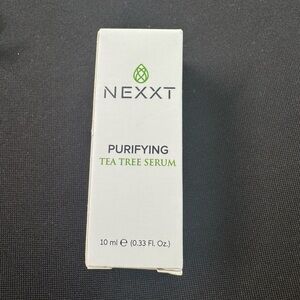 NEXXT
PURIFYING
TEA TREE SERUM
10 ml ℮ (0.33 Fl. Oz.)